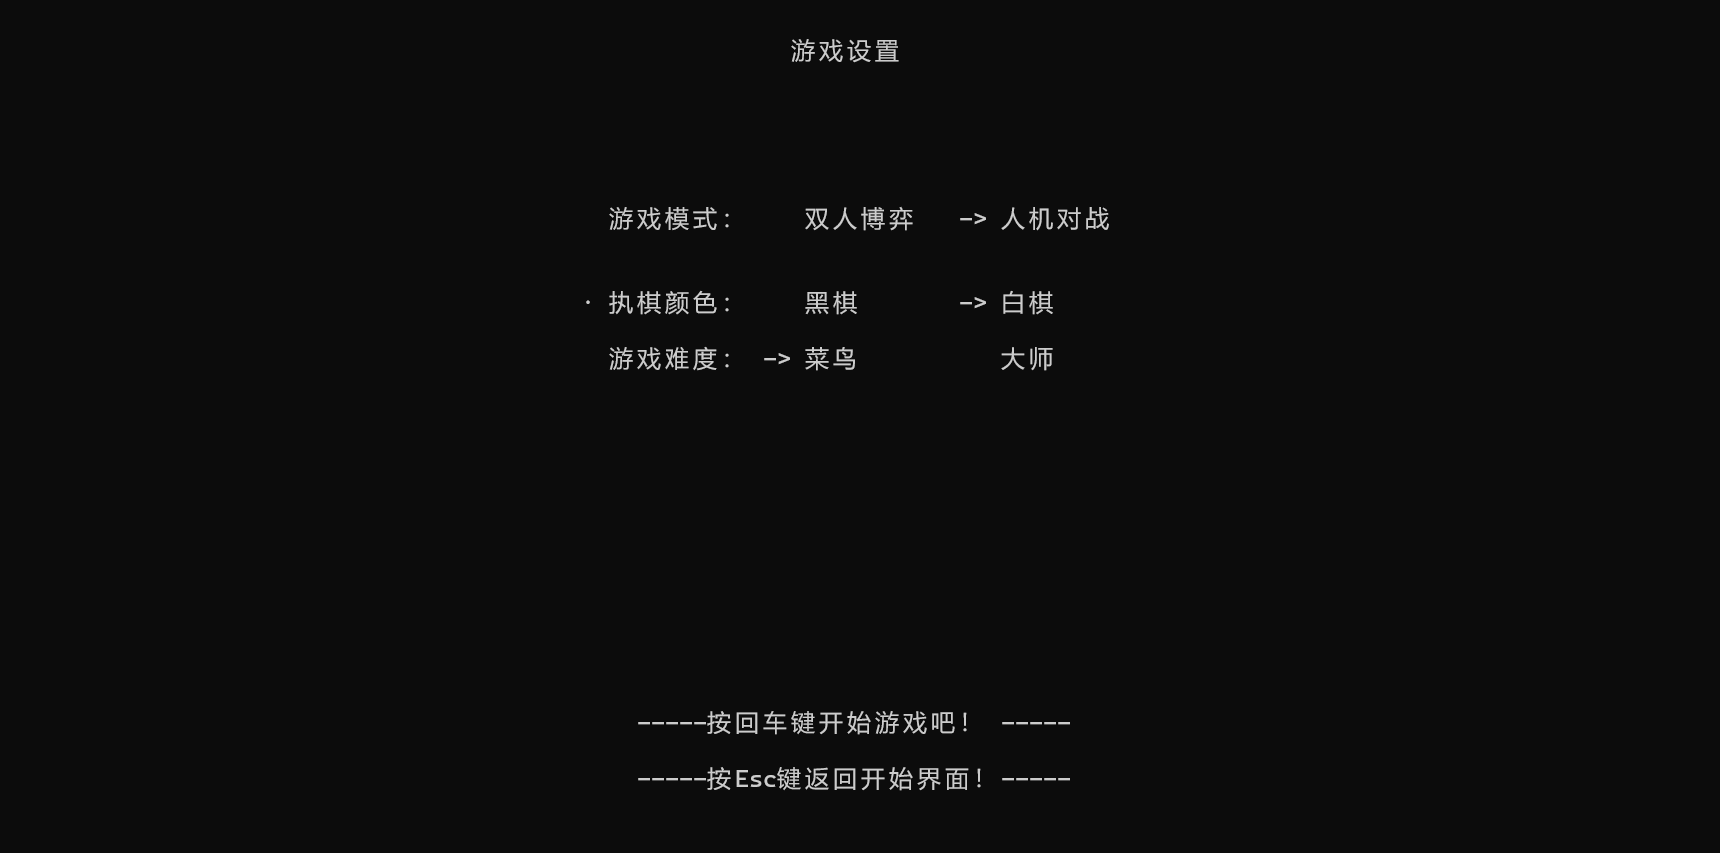 游戏设置
游戏模式： 双人博弈 -> 人机对战
· 执棋颜色： 黑棋 -> 白棋
游戏难度： -> 菜鸟 大师
-----按回车键开始游戏吧！ -----
-----按Esc键返回开始界面！-----